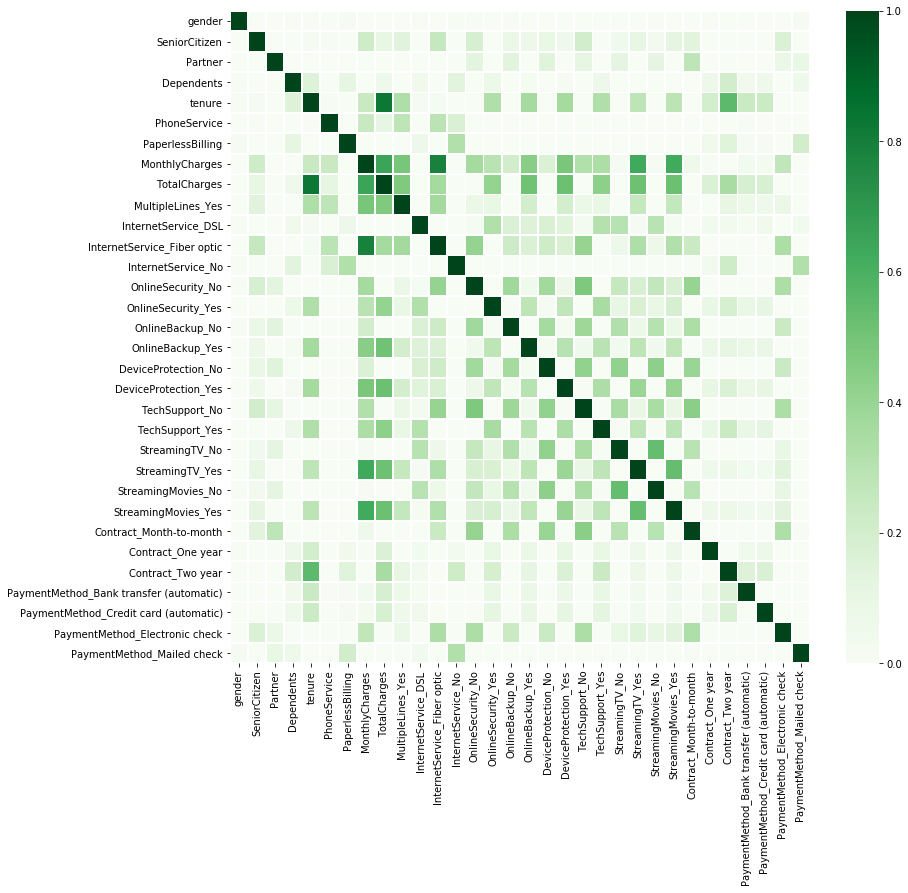 gender
SeniorCitizen
Partner
Dependents
tenure
PhoneService
PaperlessBilling
MonthlyCharges
TotalCharges
MultipleLines_Yes
InternetService_DSL
InternetService_Fiber optic
InternetService_No
OnlineSecurity_No
OnlineSecurity_Yes
OnlineBackup_No
OnlineBackup_Yes
DeviceProtection_No
DeviceProtection_Yes
TechSupport_No
TechSupport_Yes
StreamingTV_No
StreamingTV_Yes
StreamingMovies_No
StreamingMovies_Yes
Contract_Month-to-month
Contract_One year
Contract_Two year
PaymentMethod_Bank transfer (automatic)
PaymentMethod_Credit card (automatic)
PaymentMethod_Electronic check
PaymentMethod_Mailed check
gender
SeniorCitizen
Partner
Dependents
tenure
PhoneService
PaperlessBilling
MonthlyCharges
TotalCharges
MultipleLines_Yes
InternetService_DSL
InternetService_Fiber optic
InternetService_No
OnlineSecurity_No
OnlineSecurity_Yes
OnlineBackup_No
OnlineBackup_Yes
DeviceProtection_No
DeviceProtection_Yes
TechSupport_No
TechSupport_Yes
StreamingTV_No
StreamingTV_Yes
StreamingMovies_No
StreamingMovies_Yes
Contract_Month-to-month
Contract_One year
Contract_Two year
PaymentMethod_Bank transfer (automatic)
PaymentMethod_Credit card (automatic)
PaymentMethod_Electronic check
PaymentMethod_Mailed check
1.0
0.8
0.6
0.4
0.2
0.0